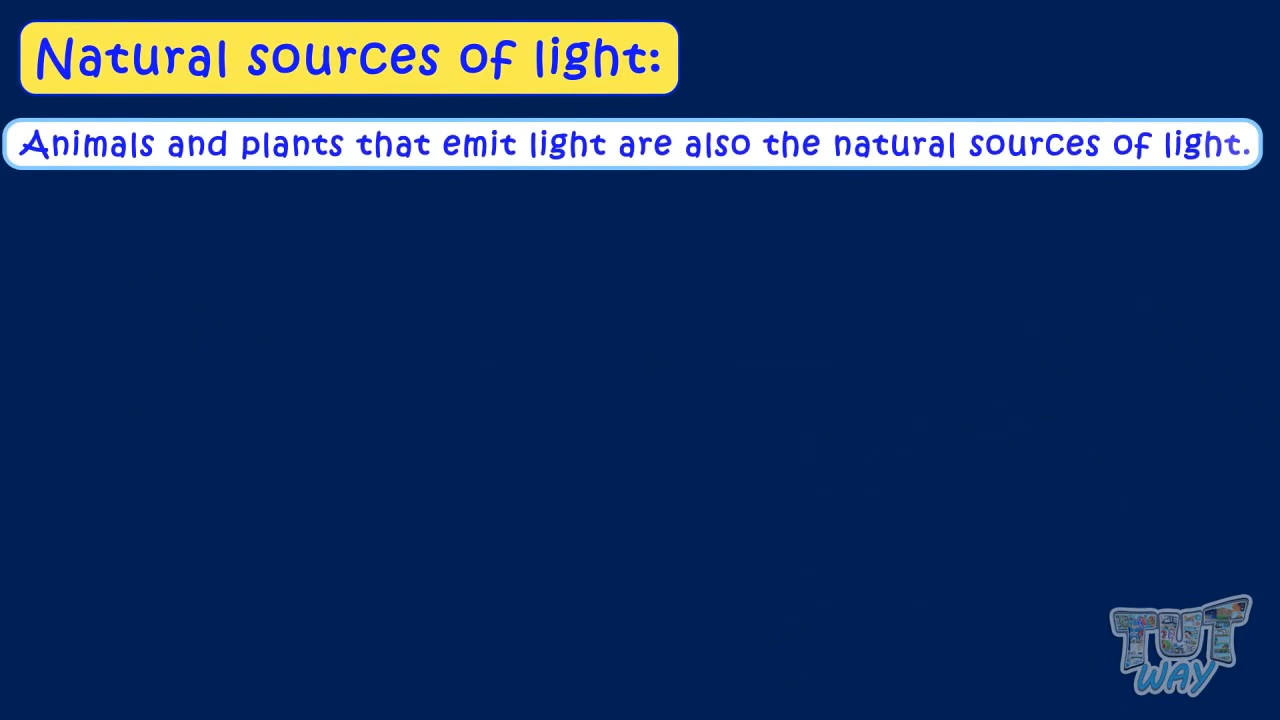 Natural sources of light:
Animals and plants that emit light are also the natural sources of light.
TUT
WAY